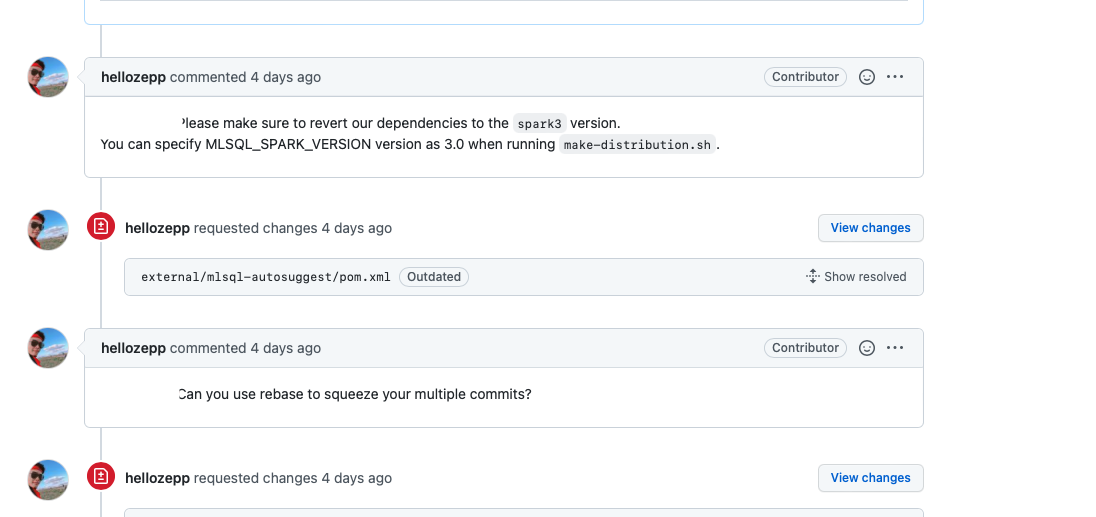 hellozepp commented 4 days ago Contributor
Please make sure to revert our dependencies to the spark3 version.
You can specify MLSQL_SPARK_VERSION version as 3.0 when running make-distribution.sh.
hellozepp requested changes 4 days ago View changes
external/mlsql-autosuggest/pom.xml Outdated Show resolved
hellozepp commented 4 days ago Contributor
Can you use rebase to squeeze your multiple commits?
hellozepp requested changes 4 days ago View changes